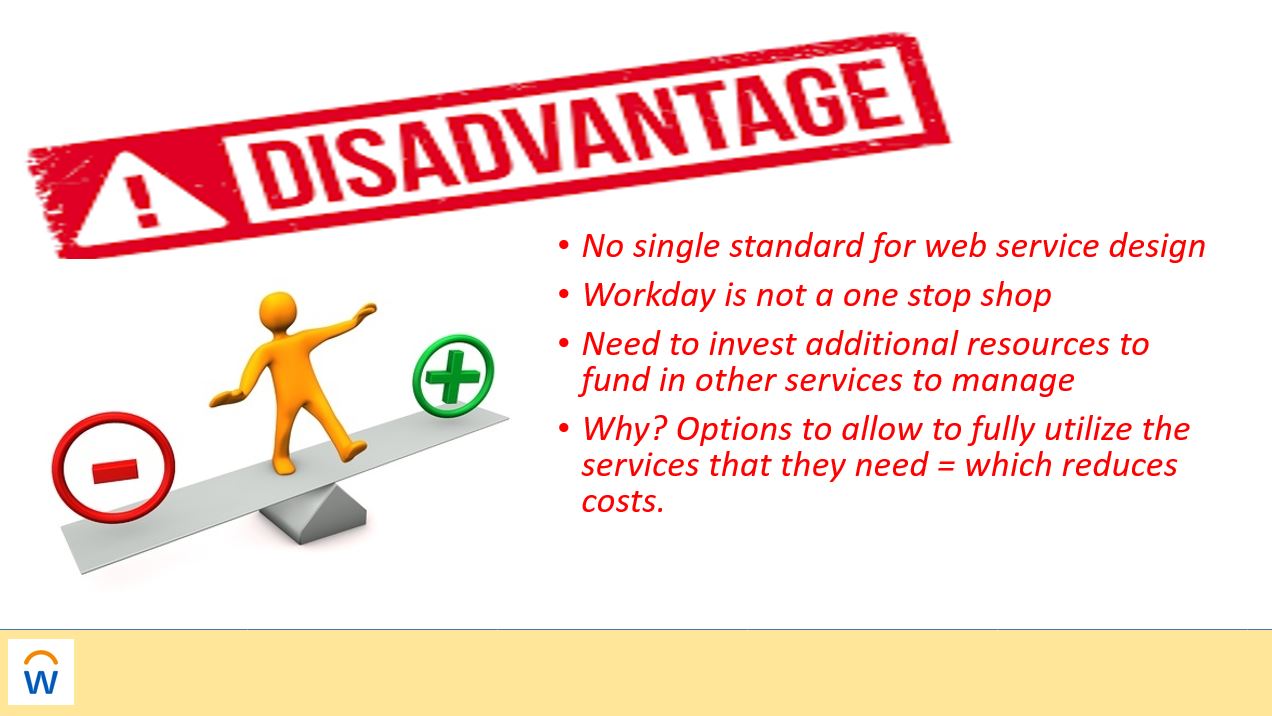 DISADVANTAGE
• No single standard for web service design
• Workday is not a one stop shop
• Need to invest additional resources to
fund in other services to manage
• Why? Options to allow to fully utilize the
services that they need = which reduces
costs.
W